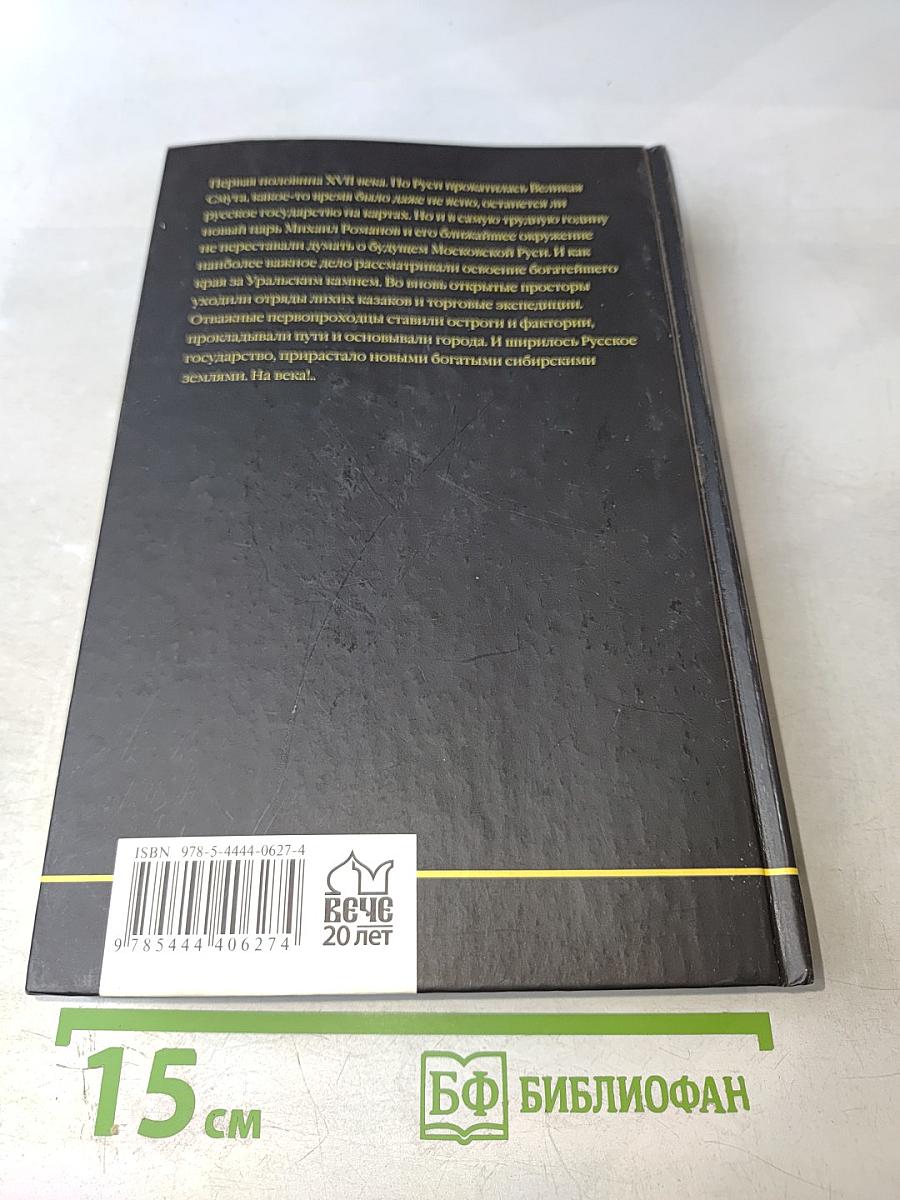 Первая половина XVII века. По Руси прокатилась Великая
Смута, какое-то время было даже не ясно, останется ли
русское государство на картах. Но и в самую трудную годину
новый царь Михаил Романов и его ближайшее окружение
не переставали думать о будущем Московской Руси. И как
наиболее важное дело рассматривали освоение богатейшего
края за Уральским камнем. Во вновь открытые просторы
уходили отряды лихих казаков и торговые экспедиции.
Отважные первопроходцы ставили остроги и фактории,
прокладывали пути и основывали города. И ширилось Русское
государство, прирастало новыми богатыми сибирскими
землями. На века!..
ISBN 978-5-4444-0627-4
9 785444 406274
ВЕЧЕ
20 лет
15 см
БФ БИБЛИОФАН